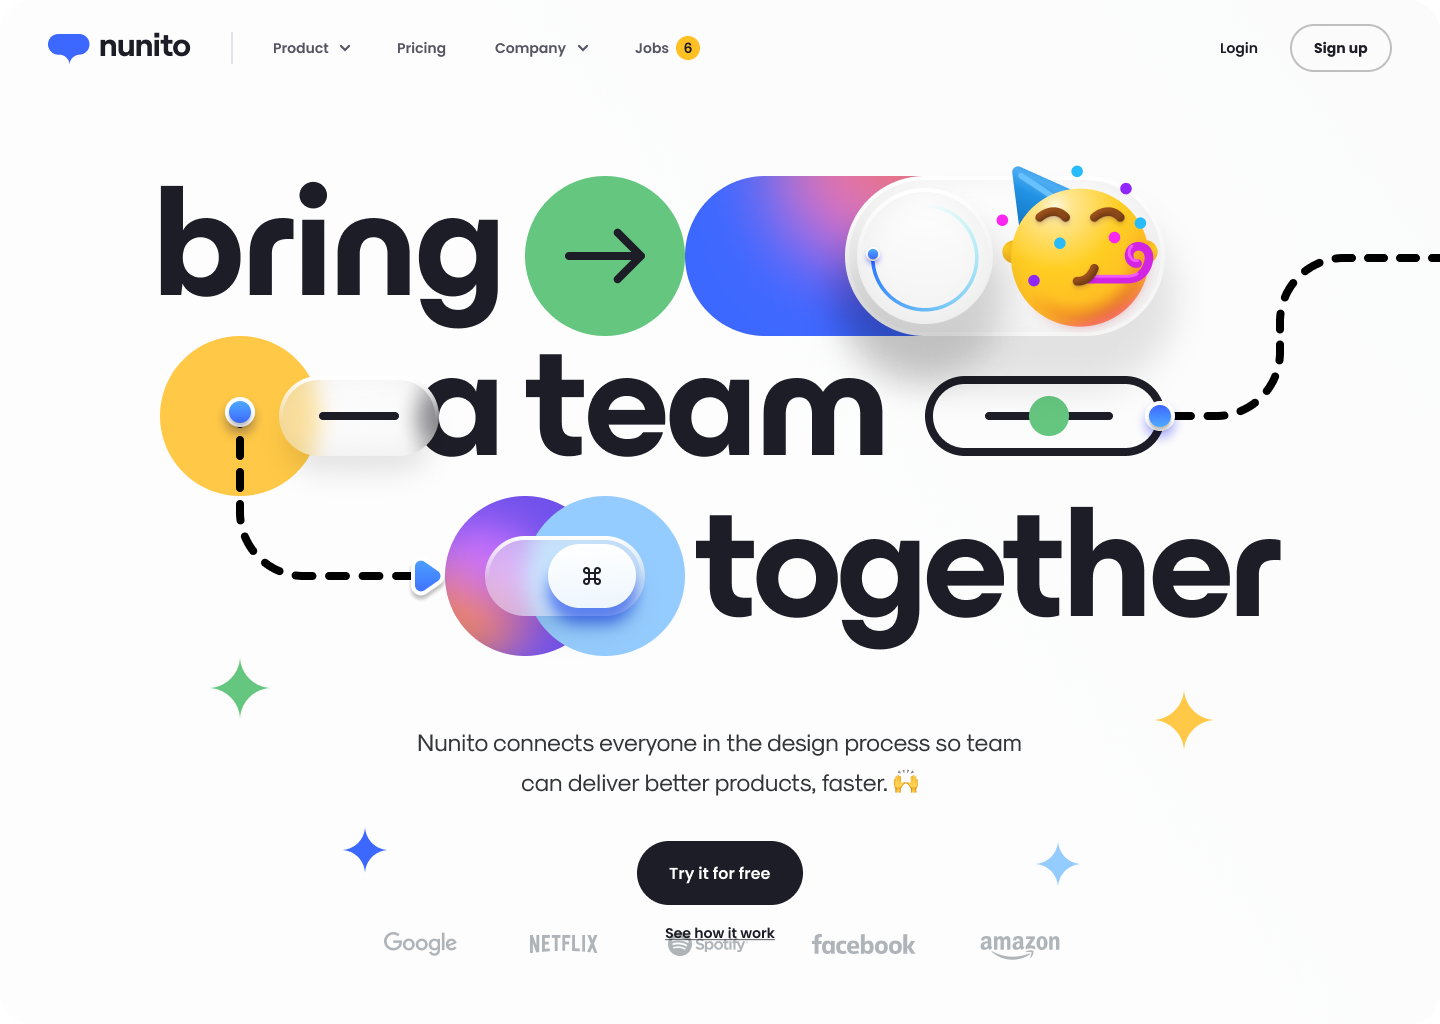 nunito
Product
Pricing
Company
Jobs 6
Login
Sign up
bring
a team
⌘
together
Nunito connects everyone in the design process so team
can deliver better products, faster. 🙌
Try it for free
See how it work
Google
NETFLIX
Spotify
facebook
amazon